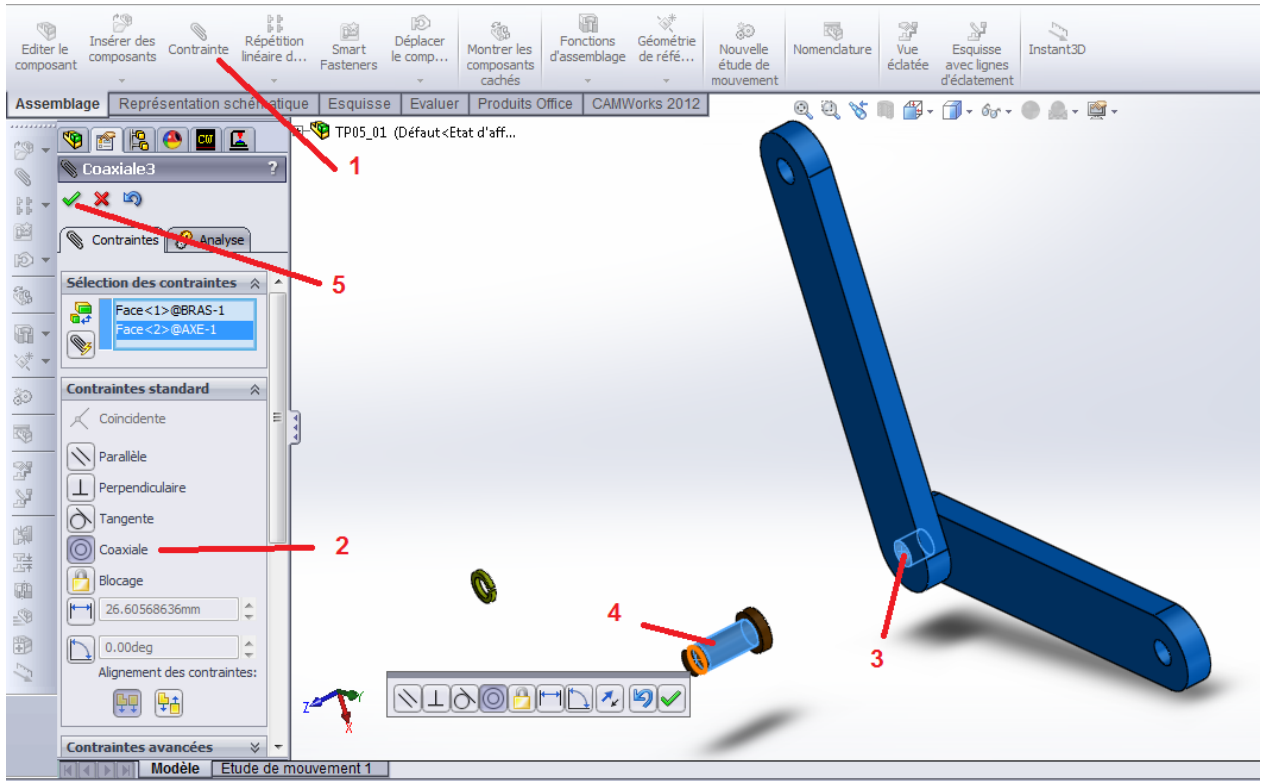 Editer le composant
Insérer des composants
Contrainte
Répétition linéaire d...
Smart Fasteners
Déplacer le comp...
Montrer les composants cachés
Fonctions d'assemblage
Géométrie de réfé...
Nouvelle étude de mouvement
Nomenclature
Vue éclatée
Esquisse avec lignes d'éclatement
Instant3D
Assemblage
Représentation schématique
Esquisse
Evaluer
Produits Office
CAMWorks 2012
TP05_01 (Défaut<Etat d'aff...
1
CW
Coaxiale3
?
Contraintes
Analyse
5
Sélection des contraintes
Face<1>@BRAS-1
Face<2>@AXE-1
Contraintes standard
Coïncidente
Parallèle
Perpendiculaire
Tangente
Coaxiale
2
Blocage
26.60568636mm
0.00deg
Alignement des contraintes:
4
3
Z
Y
X
Contraintes avancées
Modèle
Etude de mouvement 1